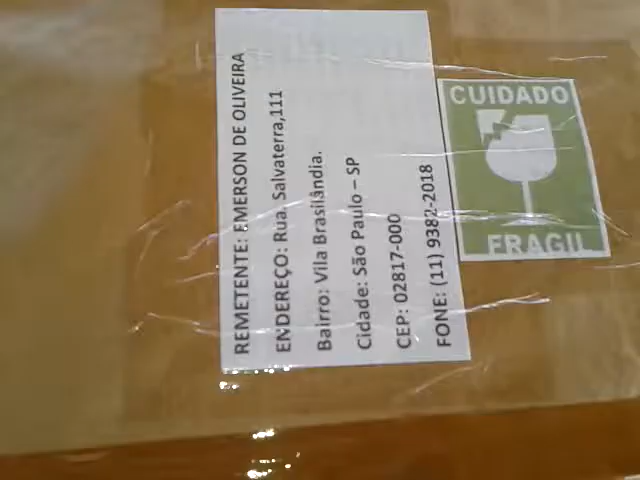 REMETENTE: EMERSON DE OLIVEIRA
ENDEREÇO: Rua. Salvaterra,111
Bairro: Vila Brasilândia.
Cidade: São Paulo – SP
CEP: 02817-000
FONE: (11) 9382-2018
CUIDADO
FRAGIL